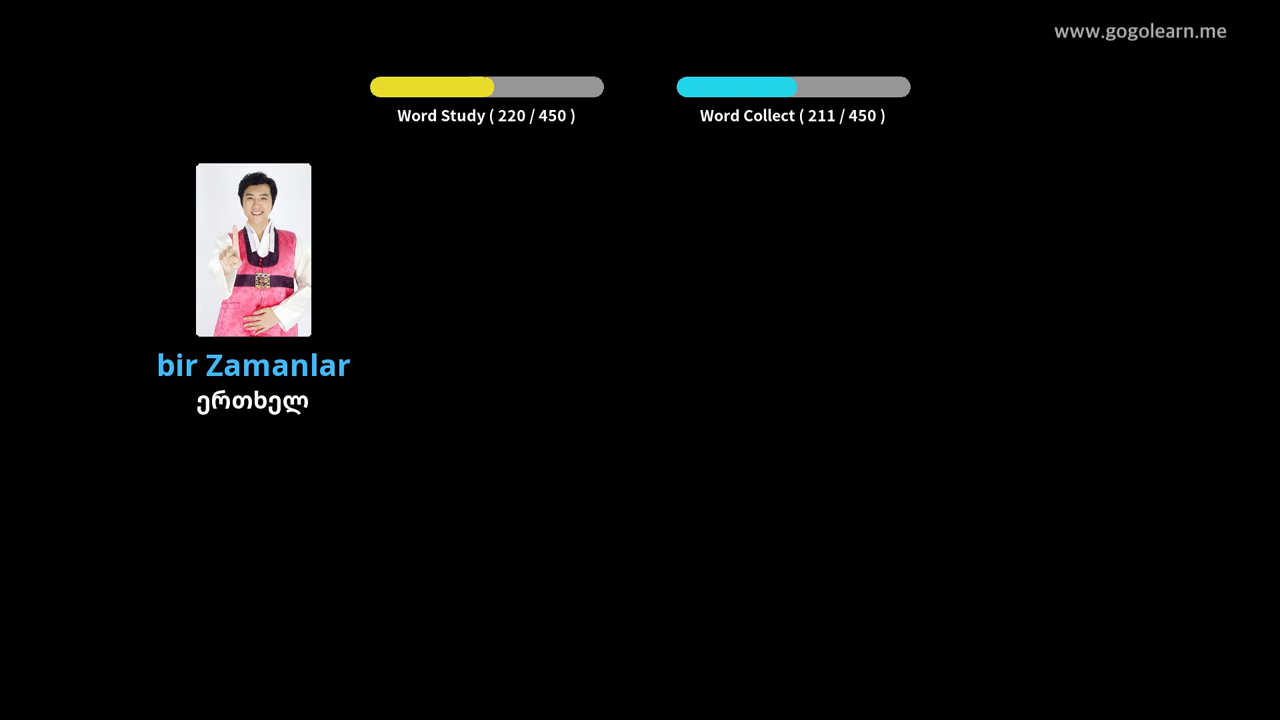 www.gogolearn.me
Word Study ( 220 / 450 )
Word Collect ( 211 / 450 )
bir Zamanlar
ერთხელ